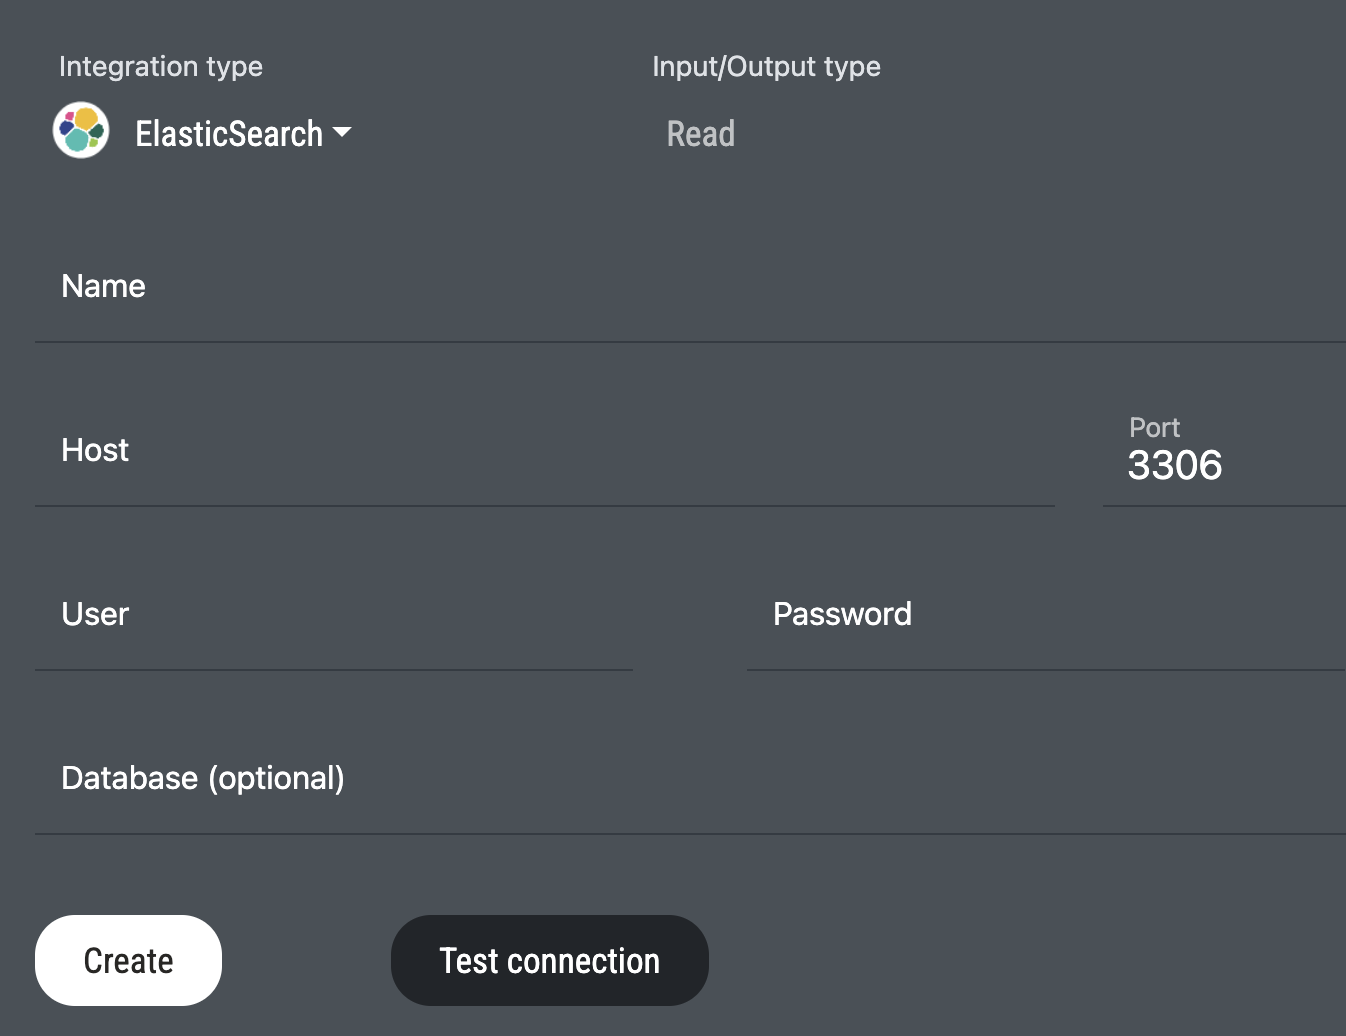 Integration type
Input/Output type
ElasticSearch
Read
Name
Host
Port
3306
User
Password
Database (optional)
Create
Test connection